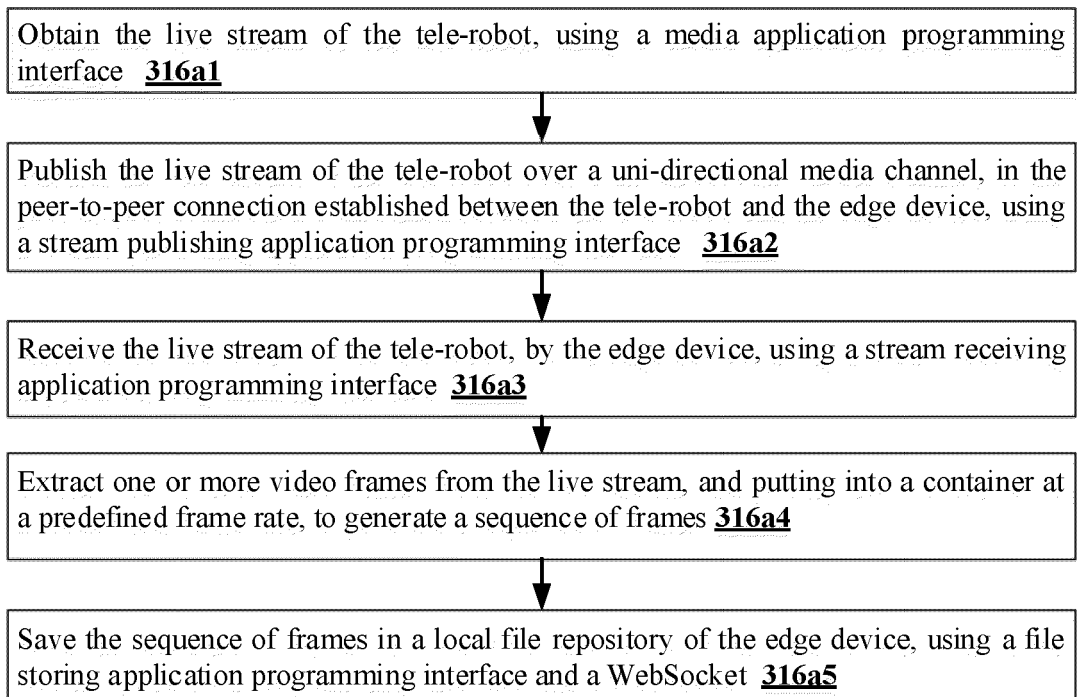 Obtain the live stream of the tele-robot, using a media application programming
interface 316a1
Publish the live stream of the tele-robot over a uni-directional media channel, in the
peer-to-peer connection established between the tele-robot and the edge device, using
a stream publishing application programming interface 316a2
Receive the live stream of the tele-robot, by the edge device, using a stream receiving
application programming interface 316a3
Extract one or more video frames from the live stream, and putting into a container at
a predefined frame rate, to generate a sequence of frames 316a4
Save the sequence of frames in a local file repository of the edge device, using a file
storing application programming interface and a WebSocket 316a5